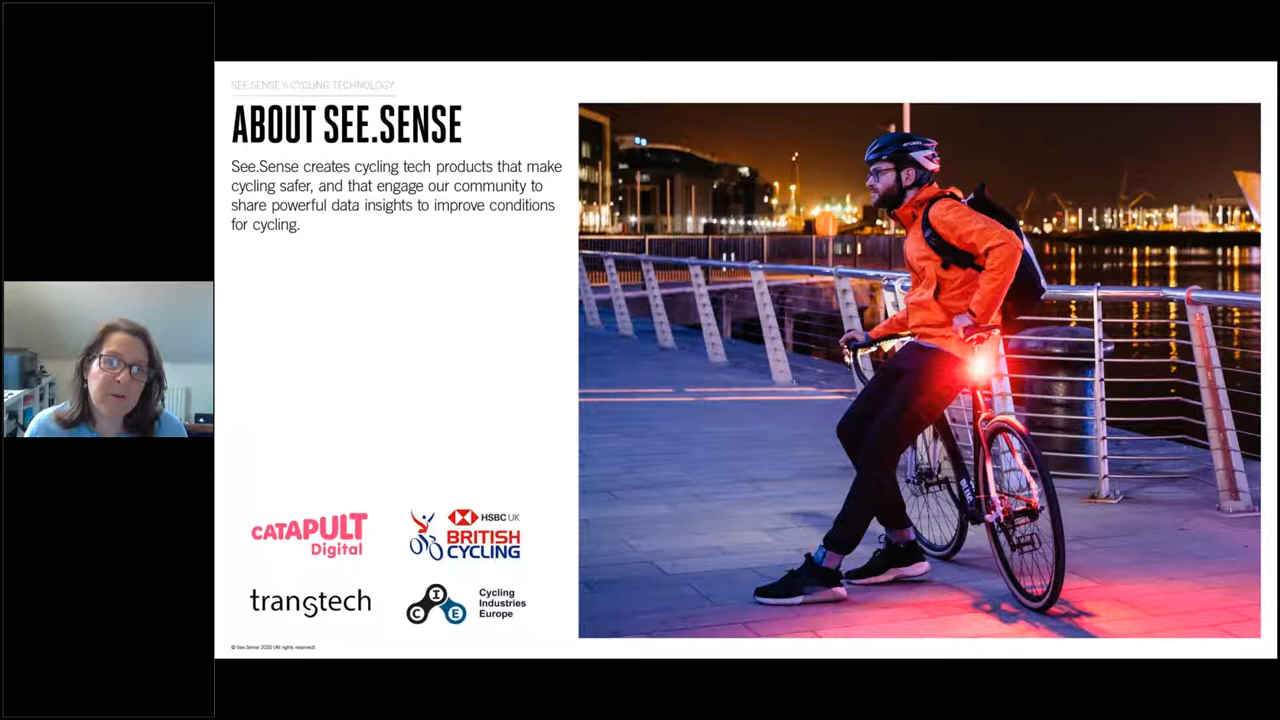 SEE.SENSE \\ CYCLING TECHNOLOGY
ABOUT SEE.SENSE
See.Sense creates cycling tech products that make
cycling safer, and that engage our community to
share powerful data insights to improve conditions
for cycling.
CATAPULT
Digital
HSBC UK
BRITISH
CYCLING
transtech
C I E
Cycling
Industries
Europe
© See.Sense 2020 (All rights reserved)